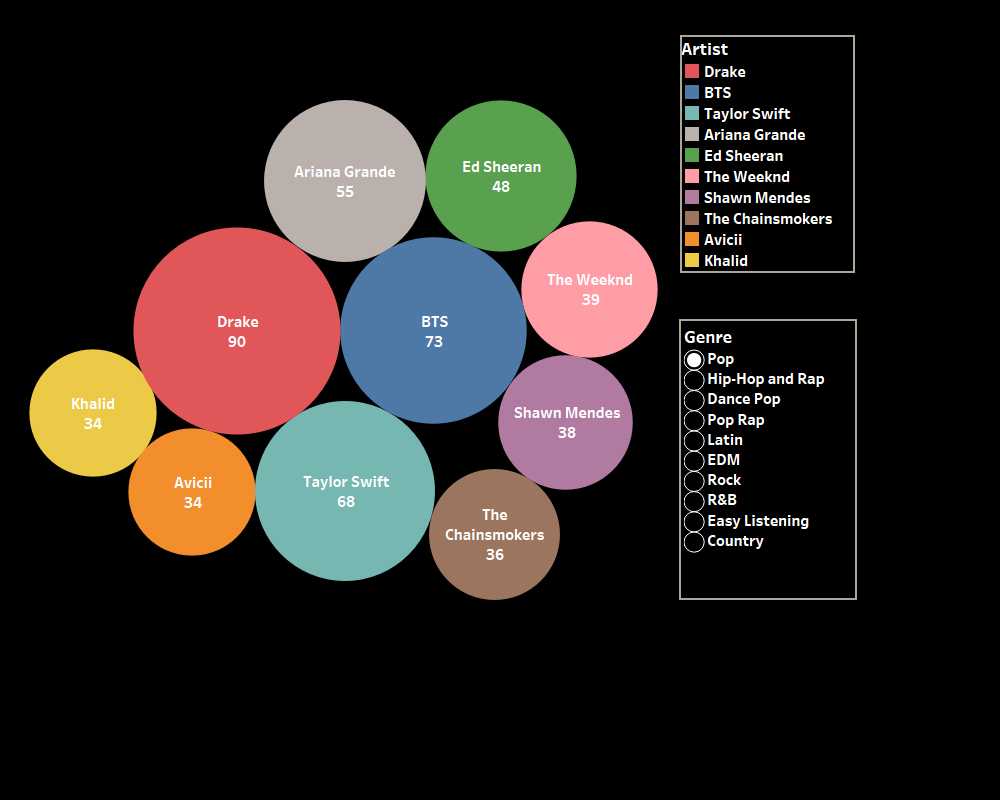 Ariana Grande
55
Ed Sheeran
48
The Weeknd
39
Drake
90
BTS
73
Khalid
34
Shawn Mendes
38
Avicii
34
Taylor Swift
68
The
Chainsmokers
36
Artist
Drake
BTS
Taylor Swift
Ariana Grande
Ed Sheeran
The Weeknd
Shawn Mendes
The Chainsmokers
Avicii
Khalid
Genre
Pop
Hip-Hop and Rap
Dance Pop
Pop Rap
Latin
EDM
Rock
R&B
Easy Listening
Country